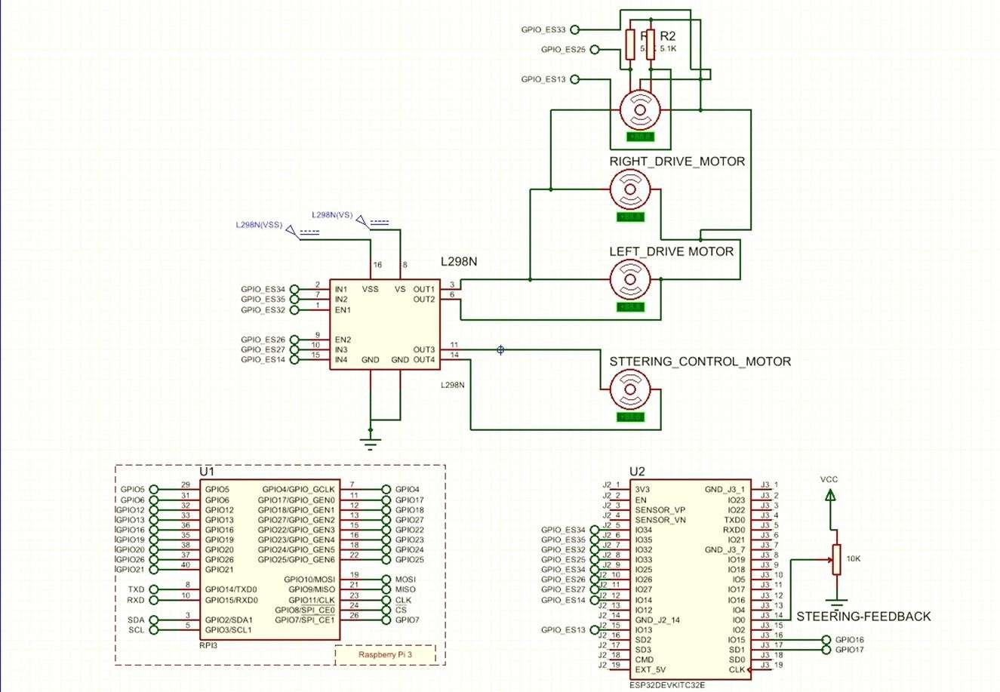 GPIO_ES33
R2
GPIO_ES25
5.1K
GPIO_ES13
RIGHT_DRIVE_MOTOR
L298N(VS)
L298N(VSS)
LEFT_DRIVE MOTOR
L298N
16 8
GPIO_ES34 2 IN1 VSS VS OUT1 3
GPIO_ES35 7 IN2 OUT2 6
GPIO_ES32 1 EN1
GPIO_ES26 9 EN2
GPIO_ES27 10 IN3 OUT3 11
GPIO_ES14 15 IN4 GND GND OUT4 14
STTERING_CONTROL_MOTOR
L298N
U1
GPIO5 29 GPIO5 GPIO4/GPIO_GCLK 7 GPIO4
GPIO6 31 GPIO6 GPIO17/GPIO_GEN0 11 GPIO17
GPIO12 32 GPIO12 GPIO18/GPIO_GEN1 12 GPIO18
GPIO13 33 GPIO13 GPIO27/GPIO_GEN2 13 GPIO27
GPIO16 36 GPIO16 GPIO22/GPIO_GEN3 15 GPIO22
GPIO19 35 GPIO19 GPIO23/GPIO_GEN4 16 GPIO23
GPIO20 38 GPIO20 GPIO24/GPIO_GEN5 18 GPIO24
GPIO26 37 GPIO26 GPIO25/GPIO_GEN6 22 GPIO25
GPIO21 40 GPIO21
GPIO10/MOSI 19 MOSI
TXD 8 GPIO14/TXD0 GPIO9/MISO 21 MISO
RXD 10 GPIO15/RXD0 GPIO11/CLK 23 CLK
GPIO8/SPI_CE0 24 CS
SDA 3 GPIO2/SDA1 GPIO7/SPI_CE1 26 GPIO7
SCL 5 GPIO3/SCL1
RPI3
Raspberry Pi 3
U2
J2_1 3V3 GND_J3_1 J3_1
J2_2 EN IO23 J3_2
J2_3 SENSOR_VP IO22 J3_3
J2_4 SENSOR_VN TXD0 J3_4
GPIO_ES34 J2_5 IO34 RXD0 J3_5
GPIO_ES35 J2_6 IO35 IO21 J3_6
GPIO_ES32 J2_7 IO32 GND_J3_7 J3_7
GPIO_ES25 J2_8 IO33 IO19 J3_8
GPIO_ES34 J2_9 IO25 IO18 J3_9
GPIO_ES26 J2_10 IO26 IO5 J3_10
GPIO_ES27 J2_11 IO27 IO17 J3_11
GPIO_ES14 J2_12 IO14 IO16 J3_12
J2_13 IO12 IO4 J3_13
J2_14 GND_J2_14 IO0 J3_14
GPIO_ES13 J2_15 IO13 IO2 J3_15
J2_16 SD2 IO15 J3_16 GPIO16
J2_17 SD3 SD1 J3_17 GPIO17
J2_18 CMD SD0 J3_18
J2_19 EXT_5V CLK J3_19
ESP32DEVKITC32E
VCC
10K
STEERING-FEEDBACK